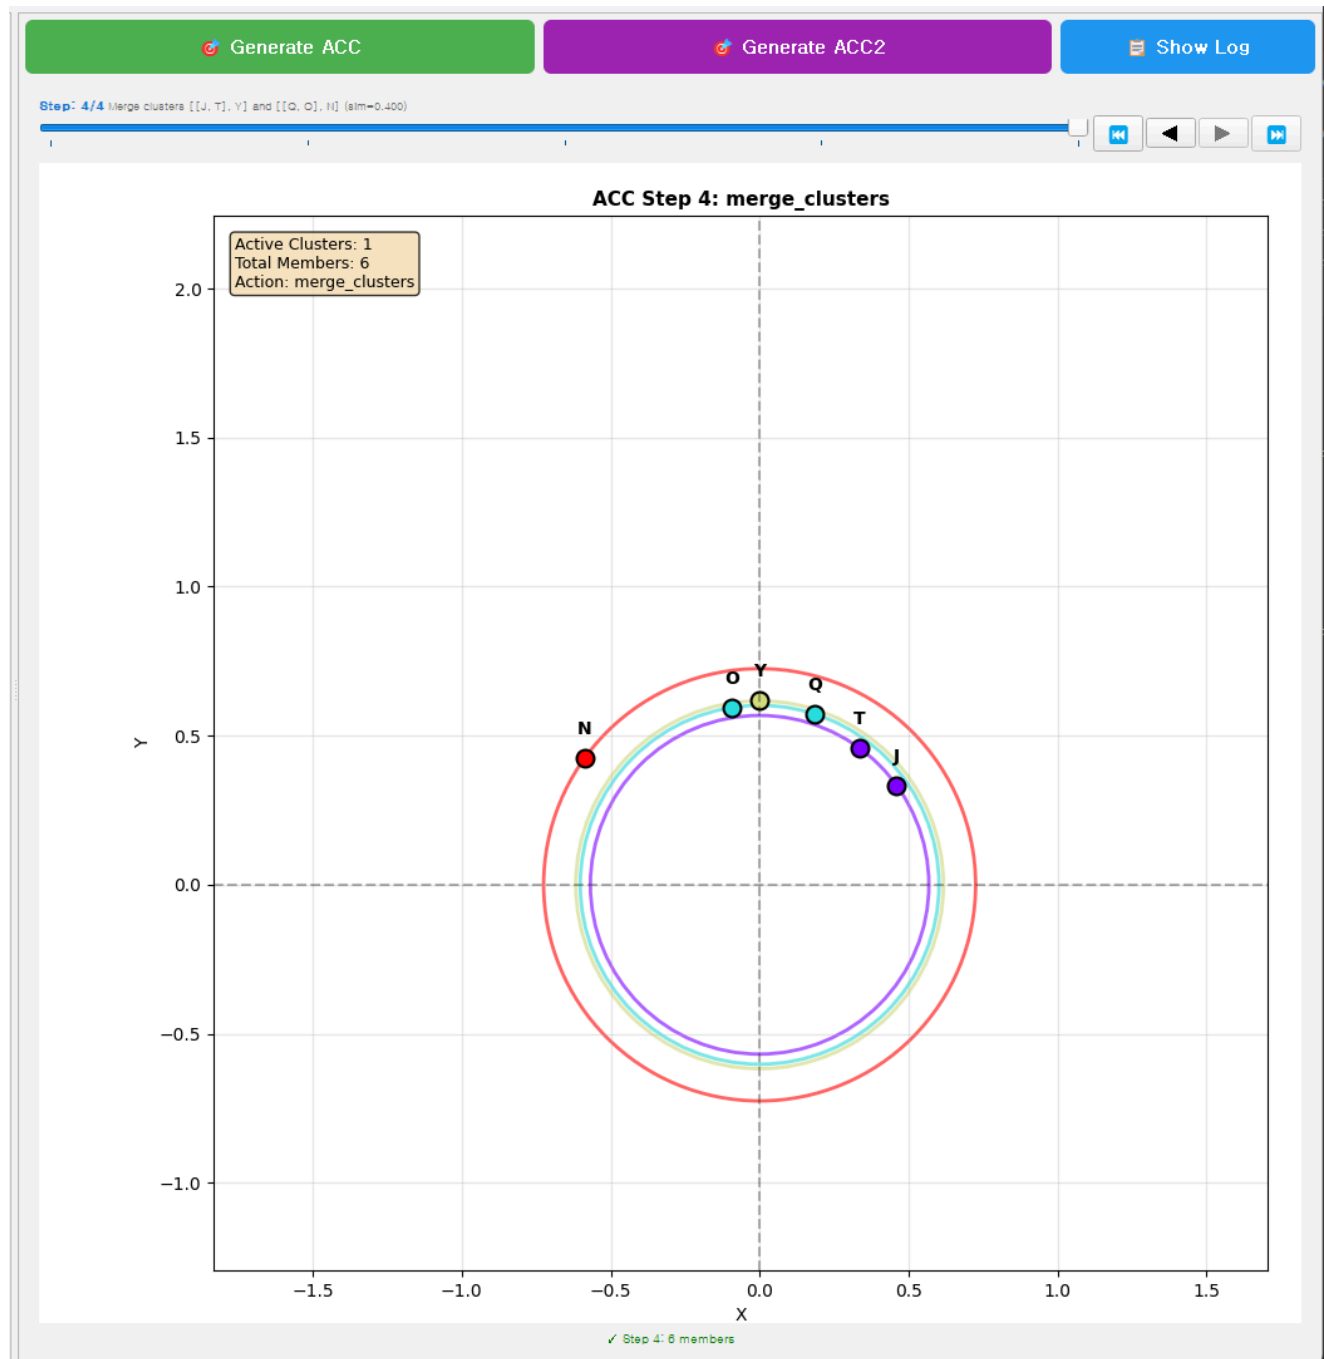 🎯 Generate ACC
🎯 Generate ACC2
📋 Show Log
Step: 4/4 Merge clusters [[J, T], Y] and [[Q, O], N] (sim=0.400)
ACC Step 4: merge_clusters
Active Clusters: 1
Total Members: 6
Action: merge_clusters
2.0
1.5
1.0
0.5
0.0
−0.5
−1.0
Y
O
Y
Q
T
J
N
−1.5
−1.0
−0.5
0.0
0.5
1.0
1.5
X
✓ Step 4: 6 members